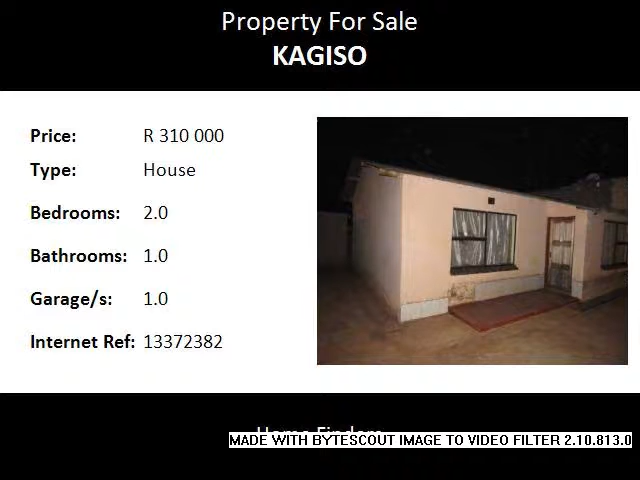 Property For Sale
KAGISO
Price: R 310 000
Type: House
Bedrooms: 2.0
Bathrooms: 1.0
Garage/s: 1.0
Internet Ref: 13372382
MADE WITH BYTESCOUT IMAGE TO VIDEO FILTER 2.10.813.0